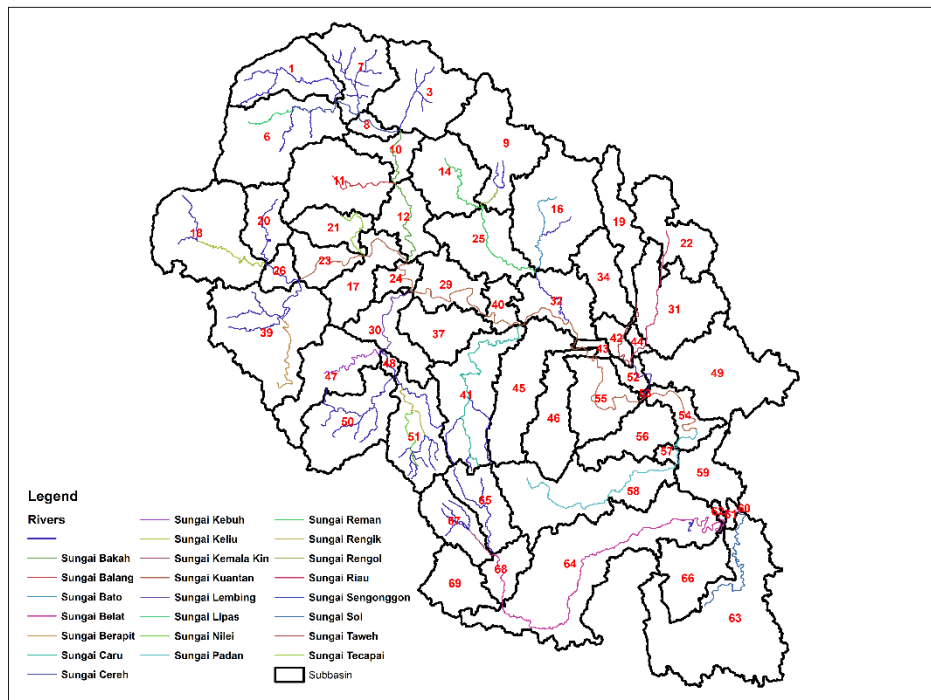 1
7
3
8
6
10
9
14
11
16
19
20
12
21
22
18
25
23
26
24
34
17
29
31
32
40
39
30
37
42
43
44
48
49
47
52
41
45
55
53
50
46
54
51
56
57
59
58
65
60
61
67
64
68
66
69
63
Legend
Rivers
Sungai Bakah
Sungai Balang
Sungai Bato
Sungai Belat
Sungai Berapit
Sungai Caru
Sungai Cereh
Sungai Kebuh
Sungai Keliu
Sungai Kemala Kin
Sungai Kuantan
Sungai Lembing
Sungai Lipas
Sungai Nilei
Sungai Padan
Sungai Reman
Sungai Rengik
Sungai Rengol
Sungai Riau
Sungai Sengonggon
Sungai Sol
Sungai Taweh
Sungai Tecapai
Subbasin